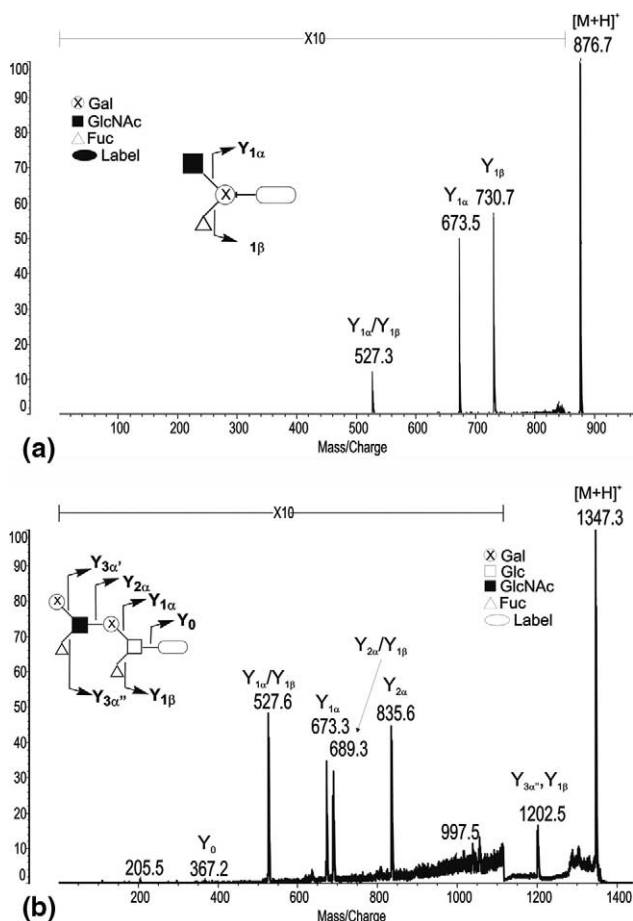 [M+H]+
X10
876.7
100
90
80
70
60
50
40
30
20
10
0
Gal
GlcNAc
Fuc
Label
X
Y1α
1β
Y1α/Y1β
527.3
Y1α
673.5
Y1β
730.7
100 200 300 400 500 600 700 800 900
Mass/Charge
(a)
[M+H]+
X10
1347.3
100
90
80
70
60
50
40
30
20
10
0
Y3α'
Y2α
Y1α
Y0
X
X
Y3α"
Y1β
X Gal
Glc
GlcNAc
Fuc
Label
Y1α/Y1β
527.6
Y1α
673.3
Y2α/Y1β
689.3
Y2α
835.6
Y3α", Y1β
1202.5
997.5
205.5
Y0
367.2
200 400 600 800 1000 1200 1400
Mass/Charge
(b)